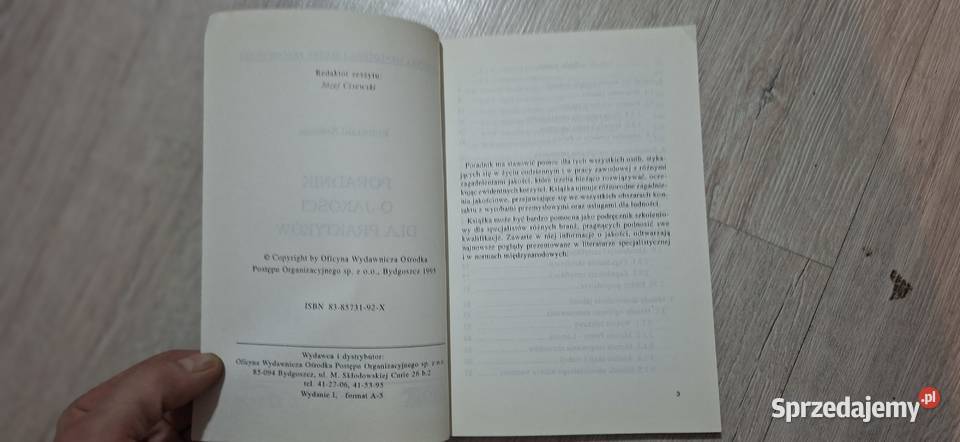 Redaktor zeszytu:
Józef Czyewski
© Copyright by Oficyna Wydawnicza Ośrodka
Postępu Organizacyjnego sp. z o.o., Bydgoszcz 1995
ISBN 83-85731-92-X
Wydawca i dystrybutor:
Oficyna Wydawnicza Ośrodka Postępu Organizacyjnego sp. z o.o.
85-094 Bydgoszcz, ul. M. Skłodowskiej Curie 26 b.2
tel. 41-27-06, 41-53-95
Wydanie I, format A-5
Poradnik ma stanowić pomoc dla tych wszystkich osób, styka-
jących się w życiu codziennym i w pracy zawodowej z różnymi
zagadnieniami jakości, które trzeba bieżąco rozwiązywać, ocze-
kując ewidentnych korzyści. Książka ujmuje różnorodne zagadnie-
nia jakościowe, przejawiające się we wszystkich obszarach kon-
taktu z wyrobami przemysłowymi oraz usługami dla ludności.
Książka może być bardzo pomocna jako podręcznik szkolenio-
wy dla specjalistów różnych branż, pragnących podnosić swe
kwalifikacje. Zawarte w niej informacje o jakości, odtwarzają
najnowsze poglądy prezentowane w literaturze specjalistycznej
i w normach międzynarodowych.
3
Sprzedajemy.pl